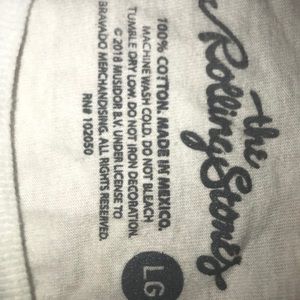 the
Rolling Stones
100% COTTON. MADE IN MEXICO.
MACHINE WASH COLD. DO NOT BLEACH
TUMBLE DRY LOW. DO NOT IRON DECORATION.
© 2018 MUSIDOR B.V. UNDER LICENSE TO
BRAVADO MERCHANDISING. ALL RIGHTS RESERVED.
RN# 102050
LG